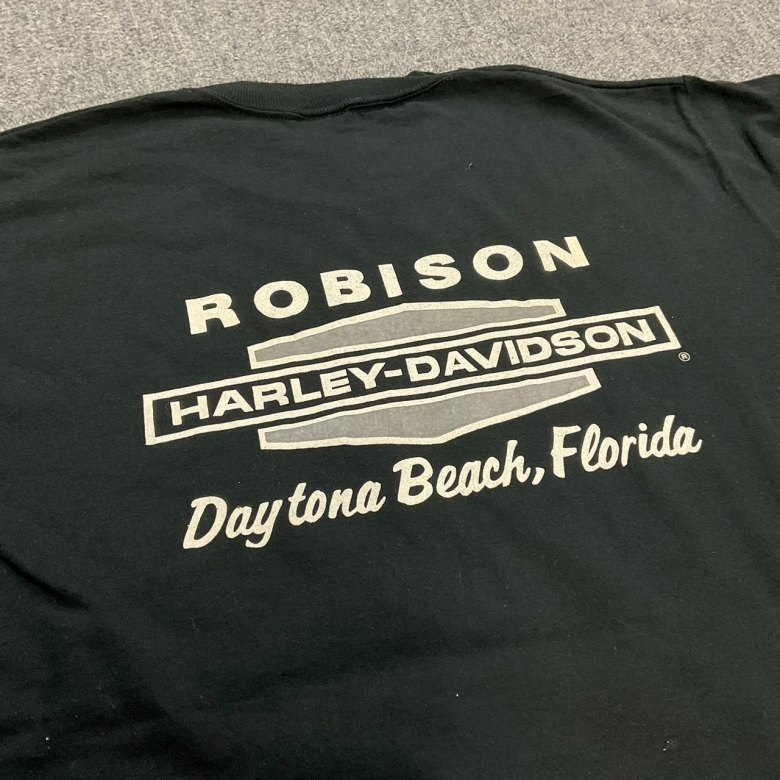 ROBISON
HARLEY-DAVIDSON®
Daytona Beach, Florida